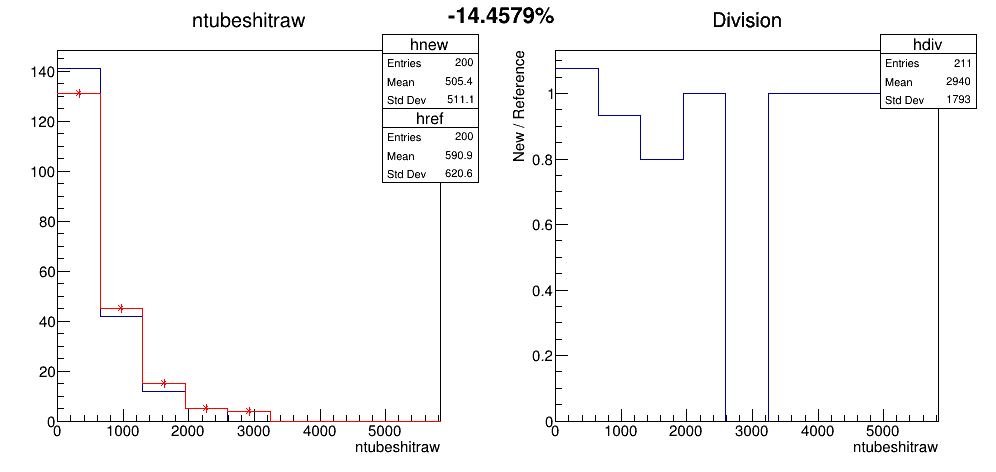 -14.4579%
ntubeshitraw
hnew
Entries 200
Mean 505.4
Std Dev 511.1
href
Entries 200
Mean 590.9
Std Dev 620.6
140
120
100
80
60
40
20
0
0 1000 2000 3000 4000 5000
ntubeshitraw
Division
hdiv
Entries 211
Mean 2940
Std Dev 1793
New / Reference
1
0.8
0.6
0.4
0.2
0
0 1000 2000 3000 4000 5000
ntubeshitraw